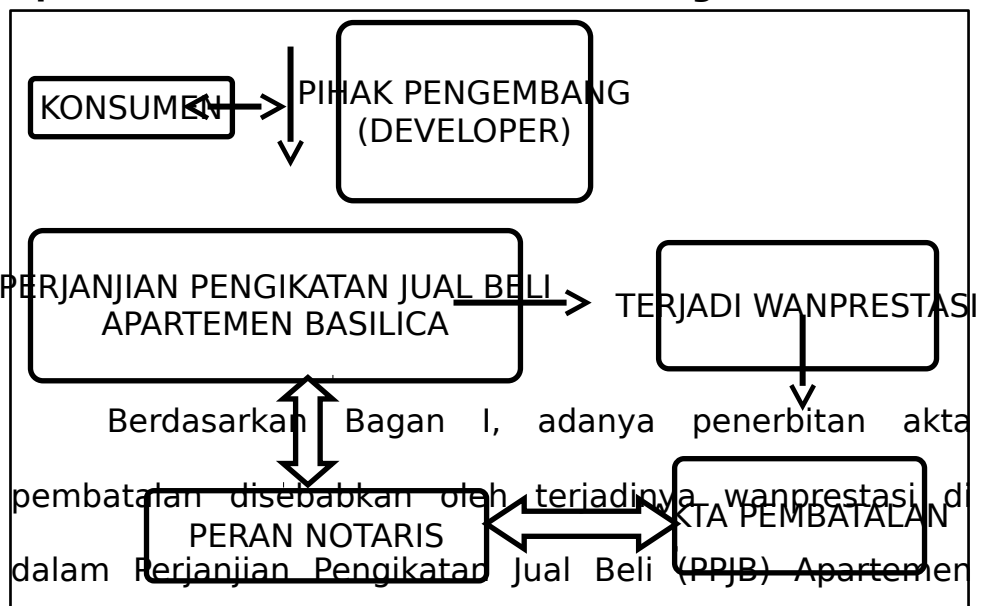 KONSUMEN
PIHAK PENGEMBANG
(DEVELOPER)
PERJANJIAN PENGIKATAN JUAL BELI
APARTEMEN BASILICA
TERJADI WANPRESTASI
Berdasarkan Bagan I, adanya penerbitan akta
pembatalan disebabkan oleh terjadinya wanprestasi di
PERAN NOTARIS
AKTA PEMBATALAN
dalam Perjanjian Pengikatan Jual Beli (PPJB) Apartemen